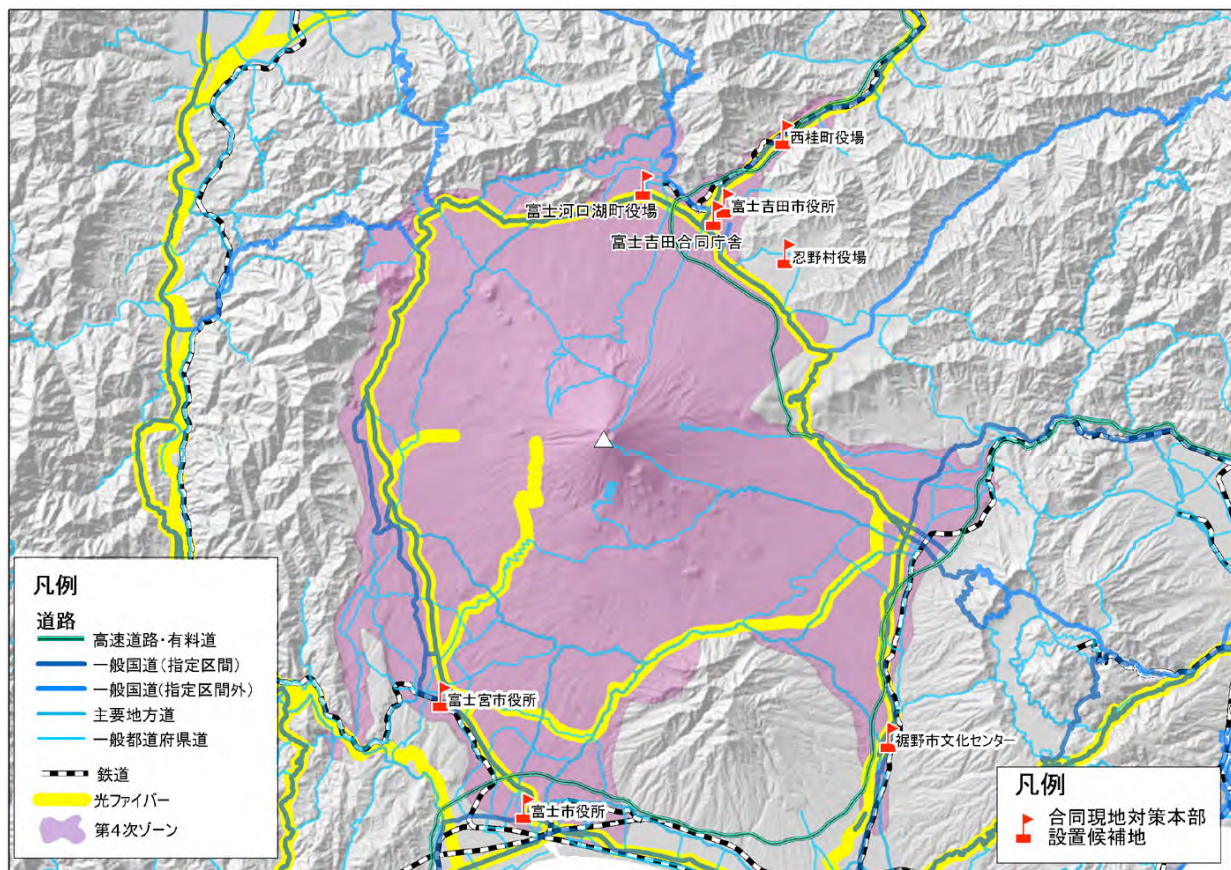 西桂町役場
富士河口湖町役場
富士吉田市役所
富士吉田合同庁舎
忍野村役場
富士宮市役所
裾野市文化センター
富士市役所
凡例
道路
高速道路・有料道
一般国道(指定区間)
一般国道(指定区間外)
主要地方道
一般都道府県道
鉄道
光ファイバー
第4次ゾーン
凡例
合同現地対策本部
設置候補地